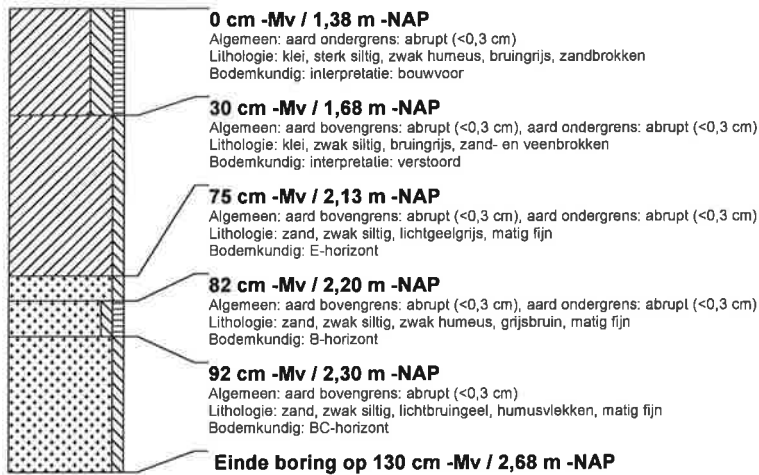 0 cm -Mv / 1,38 m -NAP
Algemeen: aard ondergrens: abrupt (<0,3 cm)
Lithologie: klei, sterk siltig, zwak humeus, bruingrijs, zandbrokken
Bodemkundig: interpretatie: bouwvoor
30 cm -Mv / 1,68 m -NAP
Algemeen: aard bovengrens: abrupt (<0,3 cm), aard ondergrens: abrupt (<0,3 cm)
Lithologie: klei, zwak siltig, bruingrijs, zand- en veenbrokken
Bodemkundig: interpretatie: verstoord
75 cm -Mv / 2,13 m -NAP
Algemeen: aard bovengrens: abrupt (<0,3 cm), aard ondergrens: abrupt (<0,3 cm)
Lithologie: zand, zwak siltig, lichtgeelgrijs, matig fijn
Bodemkundig: E-horizont
82 cm -Mv / 2,20 m -NAP
Algemeen: aard bovengrens: abrupt (<0,3 cm), aard ondergrens: abrupt (<0,3 cm)
Lithologie: zand, zwak siltig, zwak humeus, grijsbruin, matig fijn
Bodemkundig: B-horizont
92 cm -Mv / 2,30 m -NAP
Algemeen: aard bovengrens: abrupt (<0,3 cm)
Lithologie: zand, zwak siltig, lichtbruingeel, humusvlekken, matig fijn
Bodemkundig: BC-horizont
Einde boring op 130 cm -Mv / 2,68 m -NAP